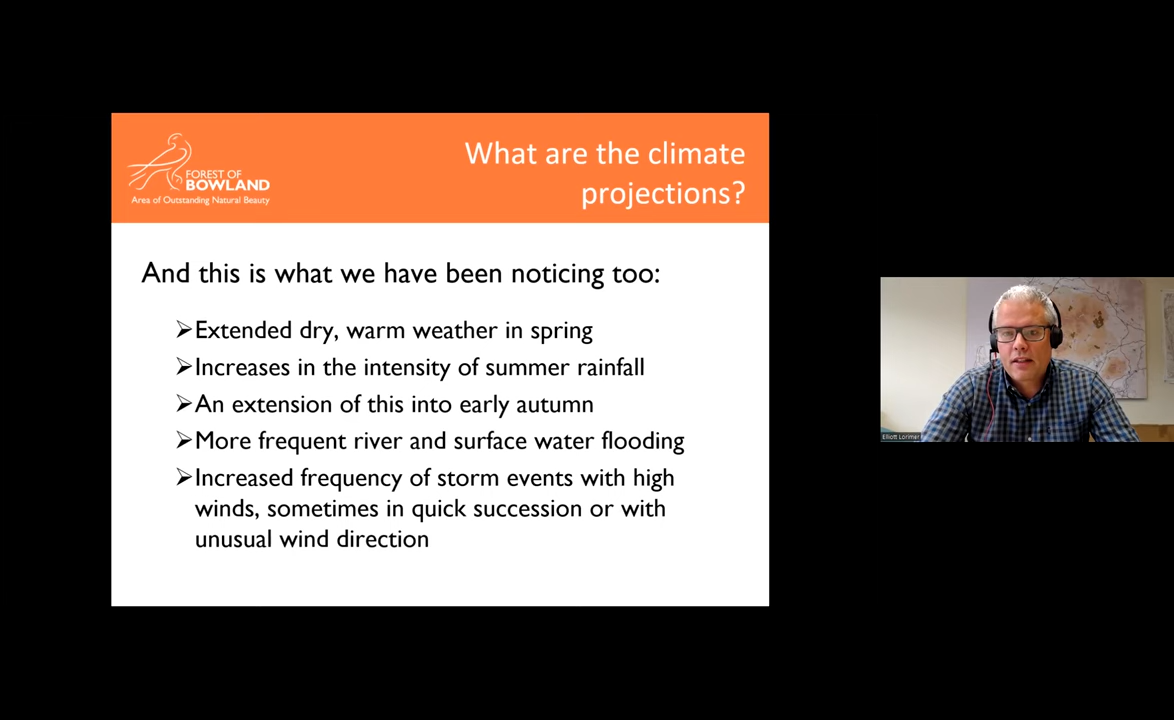 What are the climate
projections?
FOREST OF
BOWLAND
Area of Outstanding Natural Beauty
And this is what we have been noticing too:
➢Extended dry, warm weather in spring
➢Increases in the intensity of summer rainfall
➢An extension of this into early autumn
➢More frequent river and surface water flooding
➢Increased frequency of storm events with high
winds, sometimes in quick succession or with
unusual wind direction
Elliott Lorimer